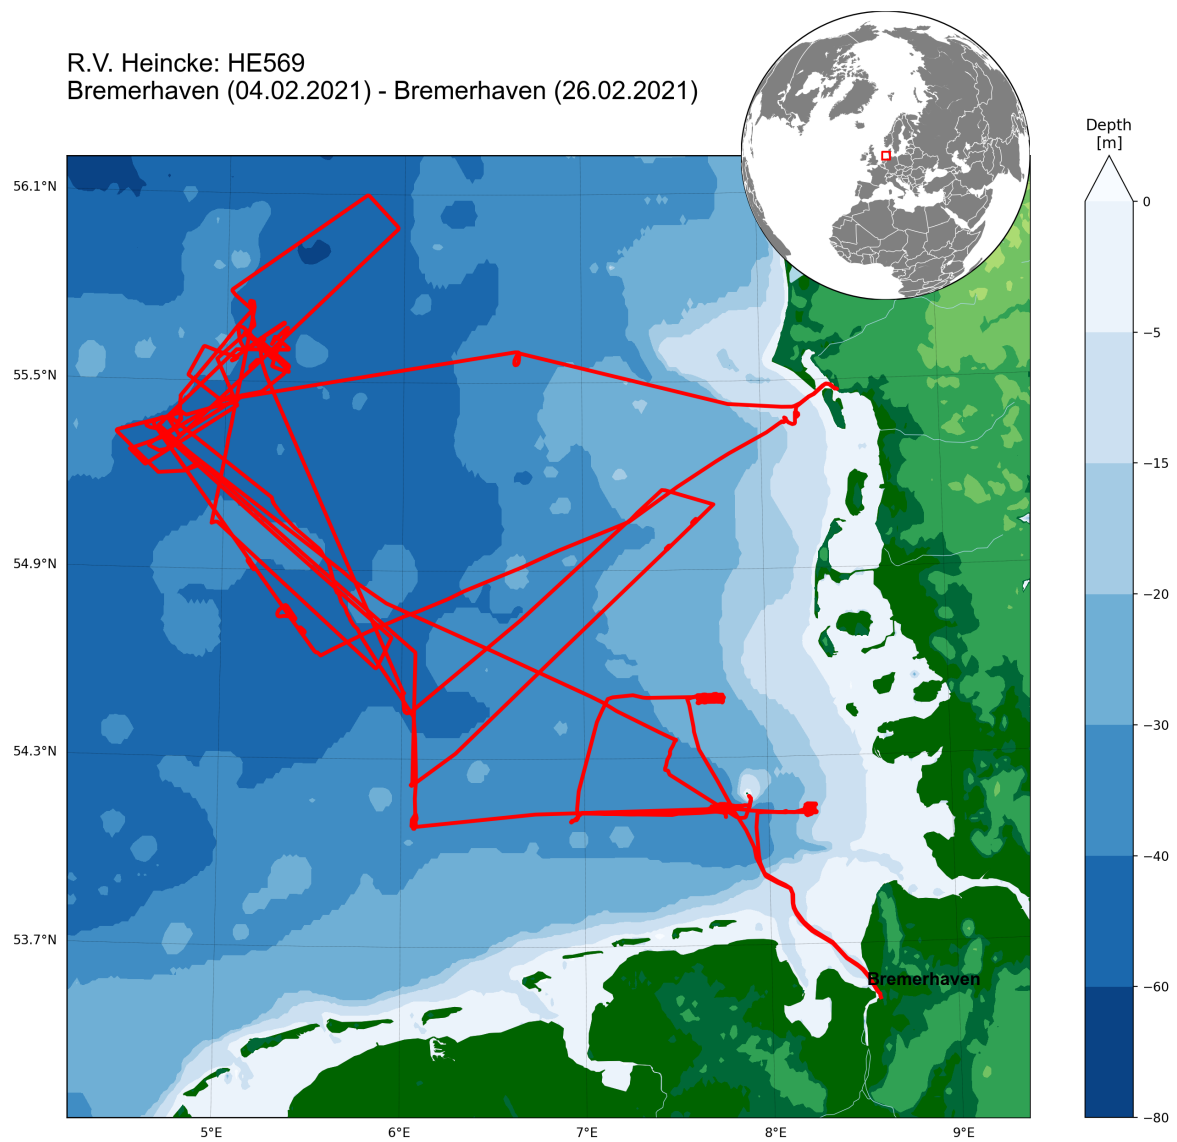 R.V. Heincke: HE569
Bremerhaven (04.02.2021) - Bremerhaven (26.02.2021)
Depth
[m]
0
−5
−15
−20
−30
−40
−60
−80
56.1°N
55.5°N
54.9°N
54.3°N
53.7°N
Bremerhaven
5°E
6°E
7°E
8°E
9°E